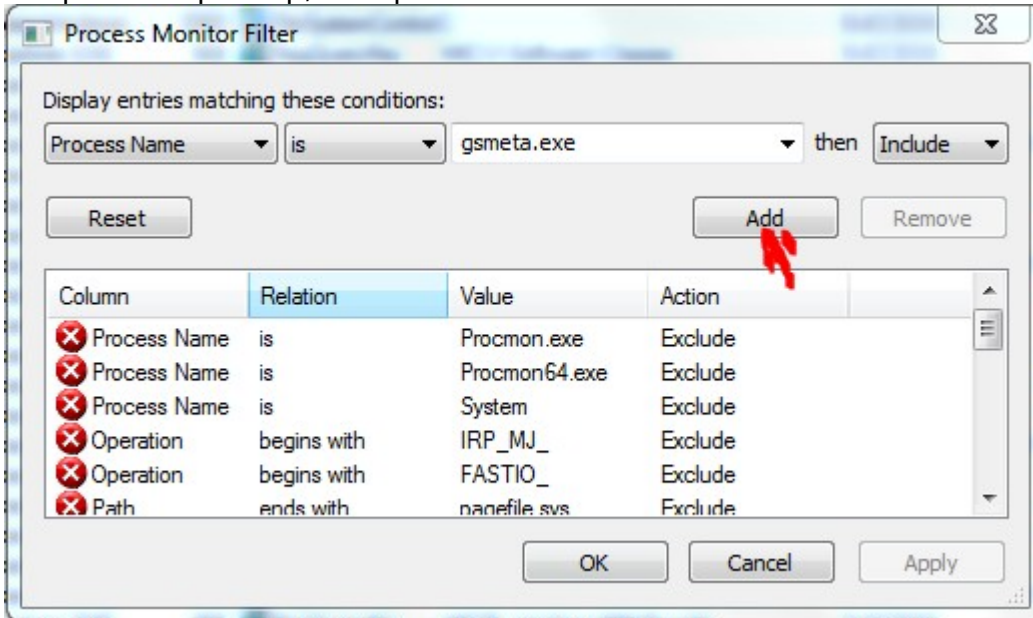 Process Monitor Filter
Display entries matching these conditions:
Process Name is gsmeta.exe then Include
Reset Add Remove
Column Relation Value Action
Process Name is Procmon.exe Exclude
Process Name is Procmon64.exe Exclude
Process Name is System Exclude
Operation begins with IRP_MJ_ Exclude
Operation begins with FASTIO_ Exclude
Path ends with pagefile.sys Exclude
OK Cancel Apply